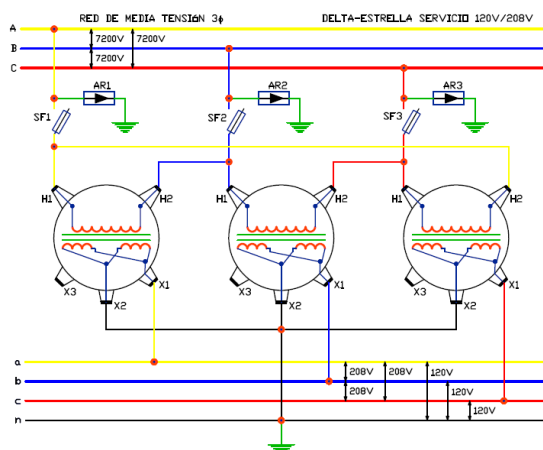 RED DE MEDIA TENSIÓN 3ϕ
DELTA-ESTRELLA SERVICIO 120V/208V
A
7200V
7200V
B
7200V
C
AR1
AR2
AR3
SF1
SF2
SF3
H1
H2
H1
H2
H1
H2
X3
X2
X1
X3
X2
X1
X3
X2
X1
a
208V
208V
120V
b
208V
120V
c
120V
n